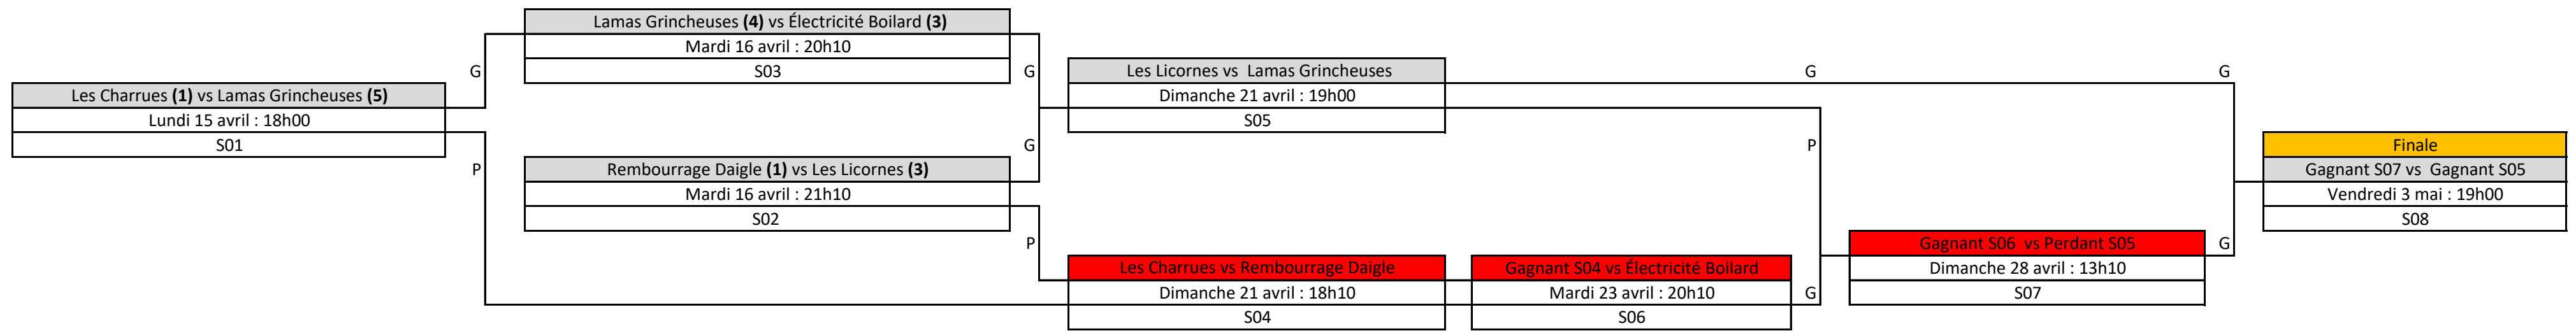 Lamas Grincheuses (4) vs Électricité Boilard (3)
Mardi 16 avril : 20h10
S03
G
G
Les Charrues (1) vs Lamas Grincheuses (5)
Lundi 15 avril : 18h00
S01
P
Rembourrage Daigle (1) vs Les Licornes (3)
Mardi 16 avril : 21h10
S02
G
P
Les Licornes vs  Lamas Grincheuses
Dimanche 21 avril : 19h00
S05
G
P
Les Charrues vs Rembourrage Daigle
Dimanche 21 avril : 18h10
S04
Gagnant S04 vs Électricité Boilard
Mardi 23 avril : 20h10
S06
G
Gagnant S06  vs Perdant S05
Dimanche 28 avril : 13h10
S07
G
G
Finale
Gagnant S07 vs  Gagnant S05
Vendredi 3 mai : 19h00
S08